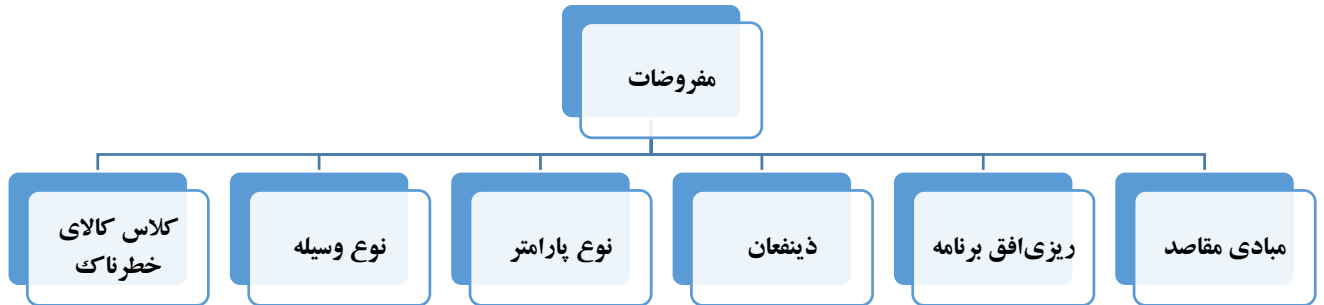 مفروضات
مبادی مقاصد
ریزی‌افق برنامه
ذینفعان
نوع پارامتر
نوع وسیله
کلاس کالای
خطرناک